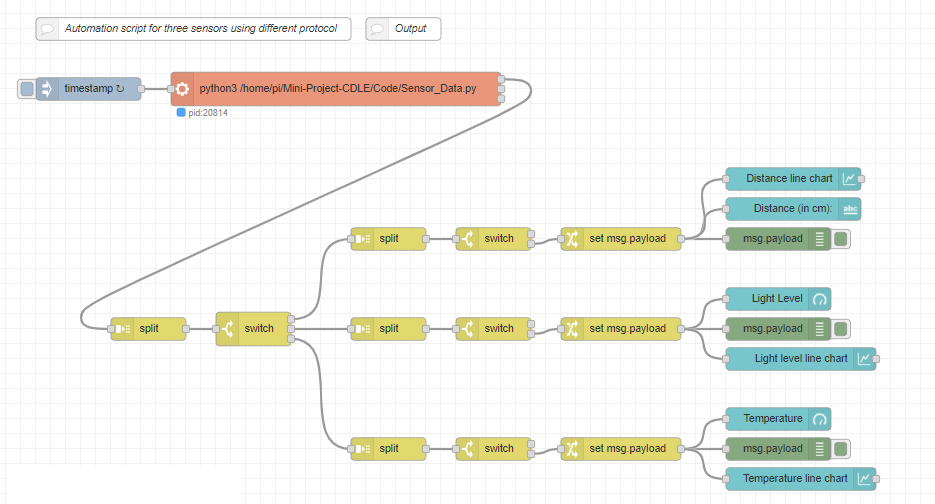 Automation script for three sensors using different protocol
Output
timestamp ↻
python3 /home/pi/Mini-Project-CDLE/Code/Sensor_Data.py
pid:20814
Distance line chart
Distance (in cm):
abc
split
switch
set msg.payload
msg.payload
Light Level
split
switch
split
switch
set msg.payload
msg.payload
Light level line chart
Temperature
split
switch
set msg.payload
msg.payload
Temperature line chart